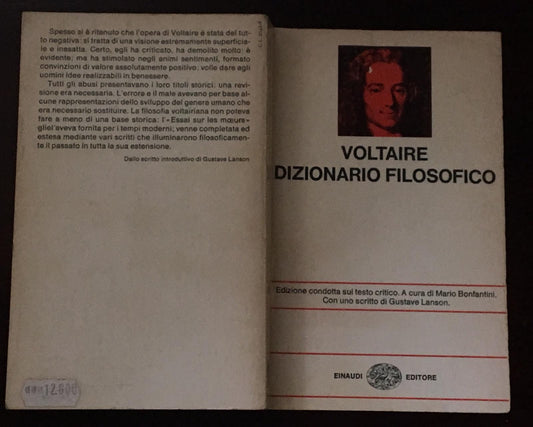 Spesso si è ritenuto che l'opera di Voltaire è stata del tut-
to negativa: si tratta di una visione estremamente superficia-
le e inesatta. Certo, egli ha criticato, ha demolito molto: è
evidente; ma ha stimolato negli animi sentimenti, formato
convinzioni di valore assolutamente positivo, volle dare agli
uomini idee realizzabili in benessere.
Tutti gli abusi presentavano i loro titoli storici, una revi-
sione era necessaria. L'errore e il male avevano per base al-
cune rappresentazioni dello sviluppo del genere umano che
era necessario sostituire. La filosofia voltairiana non poteva
fare a meno di una base storica: l'«Essai sur les mœurs»
gliel'aveva fornita per i tempi moderni; venne completata ed
estesa mediante vari scritti che illuminarono filosoficamen-
te il passato in tutta la sua estensione.
Dallo scritto introduttivo di Gustave Lanson
VOLTAIRE
DIZIONARIO FILOSOFICO
Edizione condotta sul testo critico. A cura di Mario Bonfantini.
Con uno scritto di Gustave Lanson.
EINAUDI EDITORE